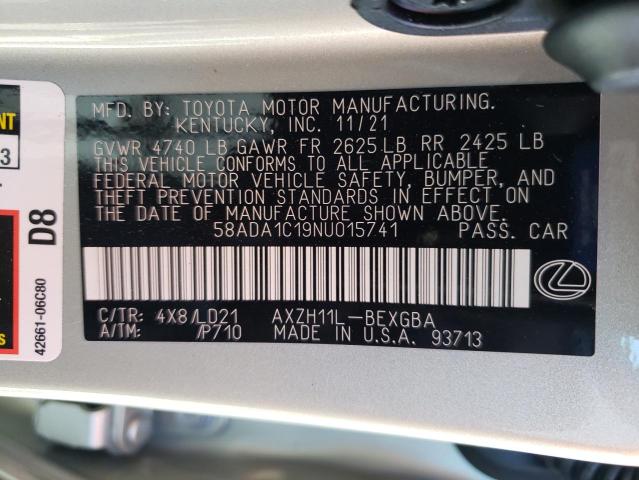 MFD. BY: TOYOTA MOTOR MANUFACTURING.
KENTUCKY, INC. 11/21
GVWR 4740 LB GAWR FR 2625 LB RR 2425 LB
THIS VEHICLE CONFORMS TO ALL APPLICABLE
FEDERAL MOTOR VEHICLE SAFETY, BUMPER, AND
THEFT PREVENTION STANDARDS IN EFFECT ON
THE DATE OF MANUFACTURE SHOWN ABOVE.
58ADA1C19NU015741 PASS. CAR
C/TR: 4X8/LD21 AXZH11L-BEXGBA
A/TM: /P710 MADE IN U.S.A. 93713
NT
3
D8
42661-06C80